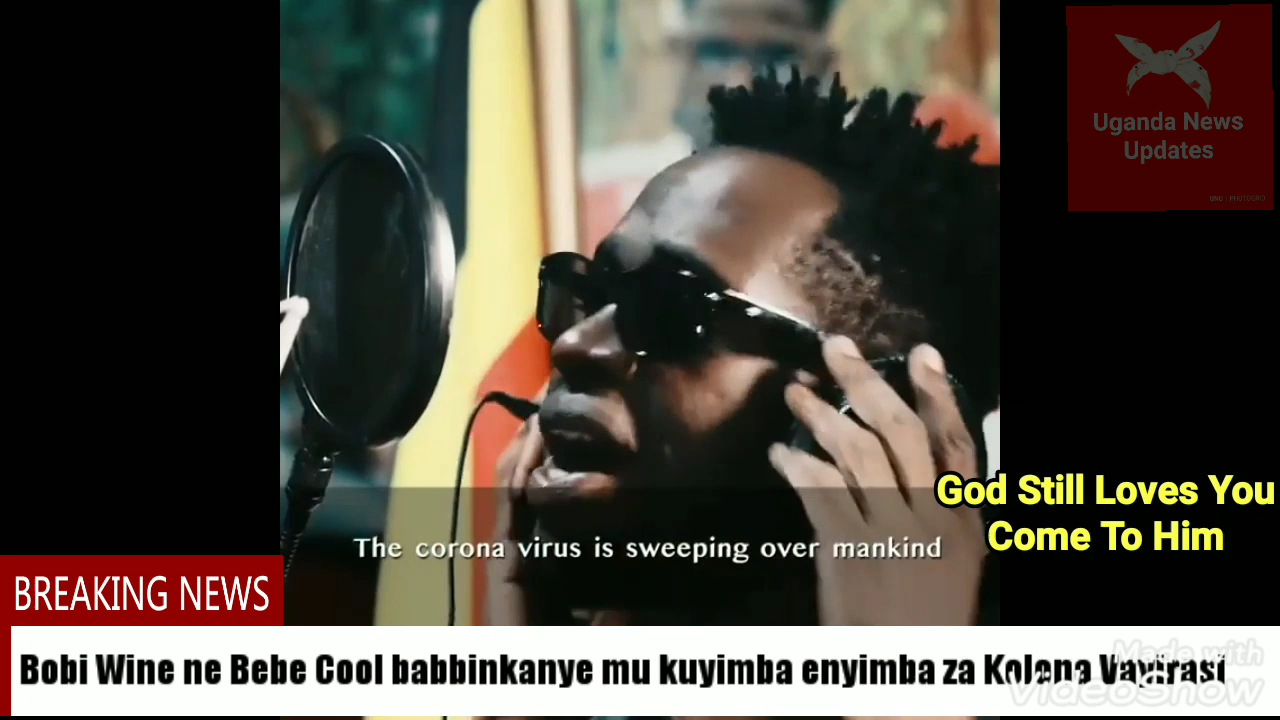 Uganda News
Updates
God Still Loves You
Come To Him
The corona virus is sweeping over mankind
BREAKING NEWS
Bobi Wine ne Bebe Cool babbinkanye mu kuyimba enyimba za Kolona Vayirasi
Made with
VideoShow